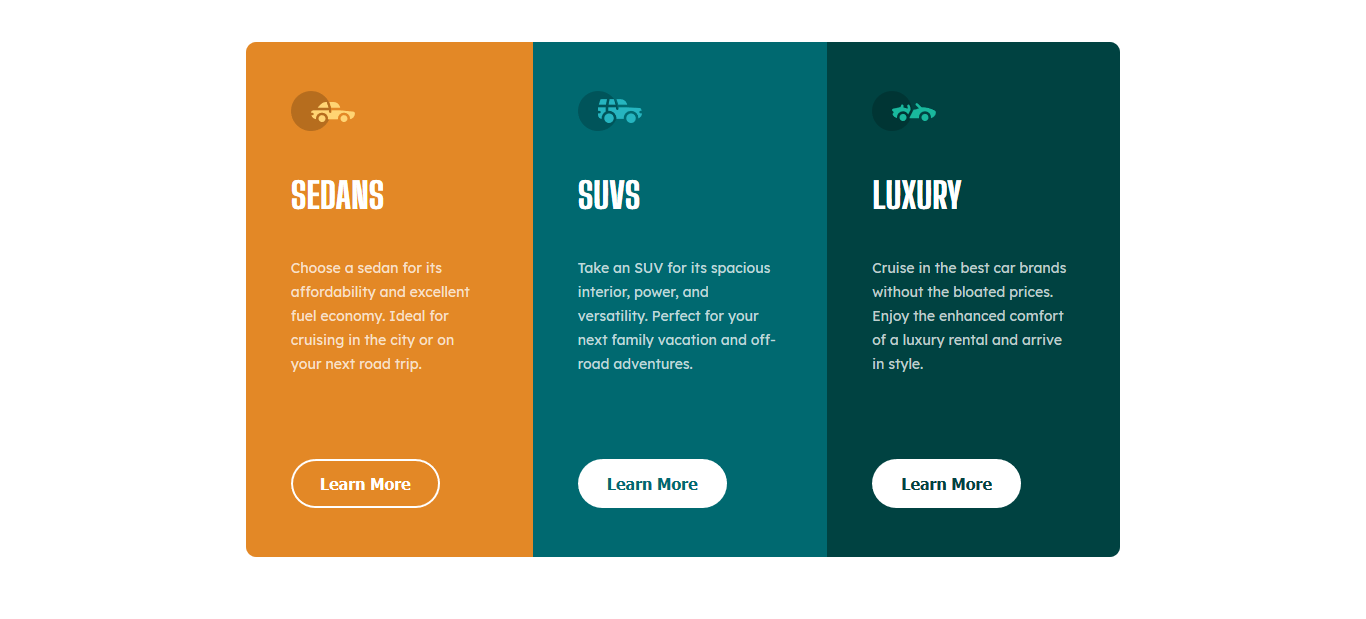 SEDANS
Choose a sedan for its
affordability and excellent
fuel economy. Ideal for
cruising in the city or on
your next road trip.
Learn More
SUVS
Take an SUV for its spacious
interior, power, and
versatility. Perfect for your
next family vacation and off-
road adventures.
Learn More
LUXURY
Cruise in the best car brands
without the bloated prices.
Enjoy the enhanced comfort
of a luxury rental and arrive
in style.
Learn More